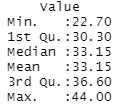 Value
Min.   :22.70
1st Qu.:30.30
Median :33.15
Mean   :33.15
3rd Qu.:36.60
Max.   :44.00